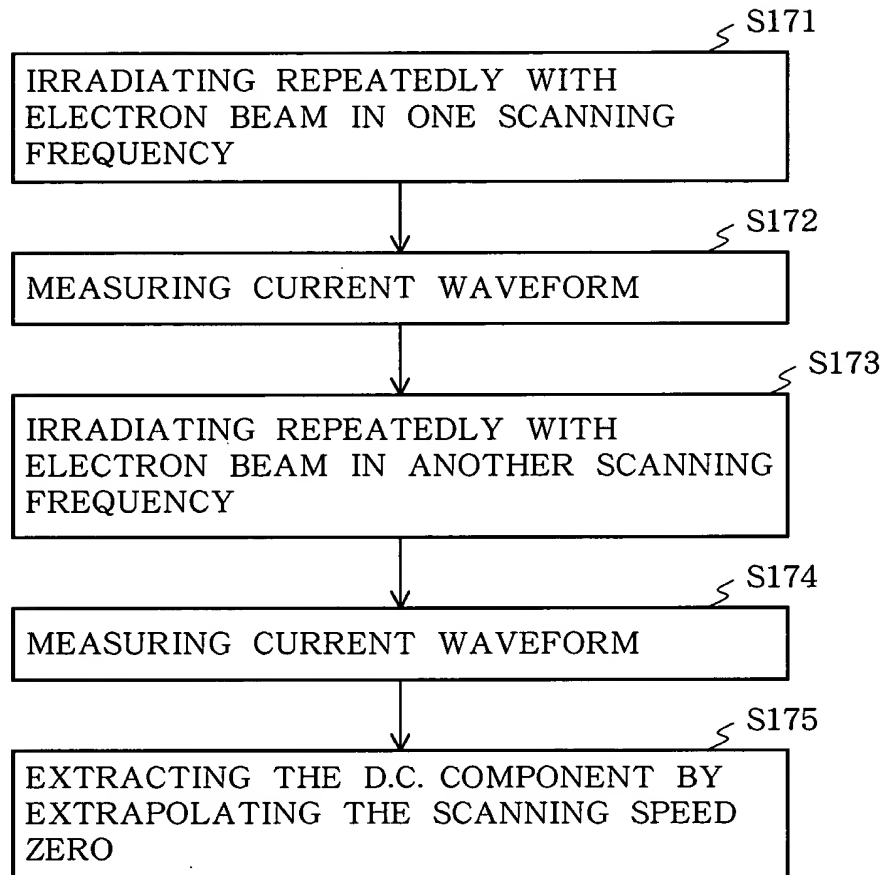 S171
IRRADIATING REPEATEDLY WITH
ELECTRON BEAM IN ONE SCANNING
FREQUENCY
S172
MEASURING CURRENT WAVEFORM
S173
IRRADIATING REPEATEDLY WITH
ELECTRON BEAM IN ANOTHER SCANNING
FREQUENCY
S174
MEASURING CURRENT WAVEFORM
S175
EXTRACTING THE D.C. COMPONENT BY
EXTRAPOLATING THE SCANNING SPEED
ZERO